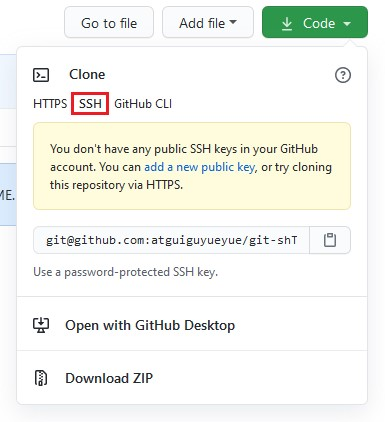 Go to file Add file Code
Clone
HTTPS SSH GitHub CLI
You don't have any public SSH keys in your GitHub
account. You can add a new public key, or try cloning
this repository via HTTPS.
ME.
git@github.com:atguiguyueyue/git-shT
Use a password-protected SSH key.
Open with GitHub Desktop
Download ZIP